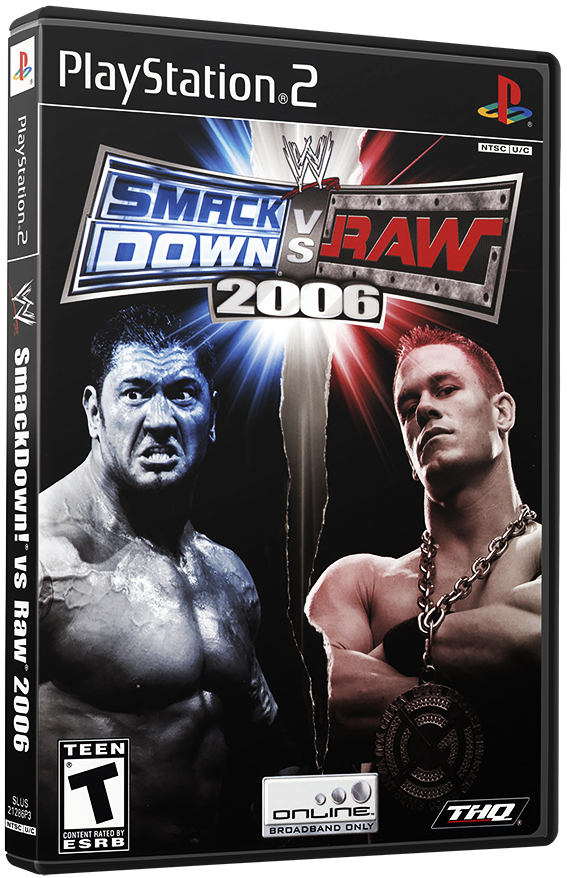 PlayStation®2
NTSC U/C
W
SMACK
DOWN
VS
RAW
2006
TEEN
T
CONTENT RATED BY
ESRB
ONLINE
BROADBAND ONLY
THQ
PlayStation®2
W
SmackDown!® vs Raw® 2006
SLUS
21286P3
NTSC U/C